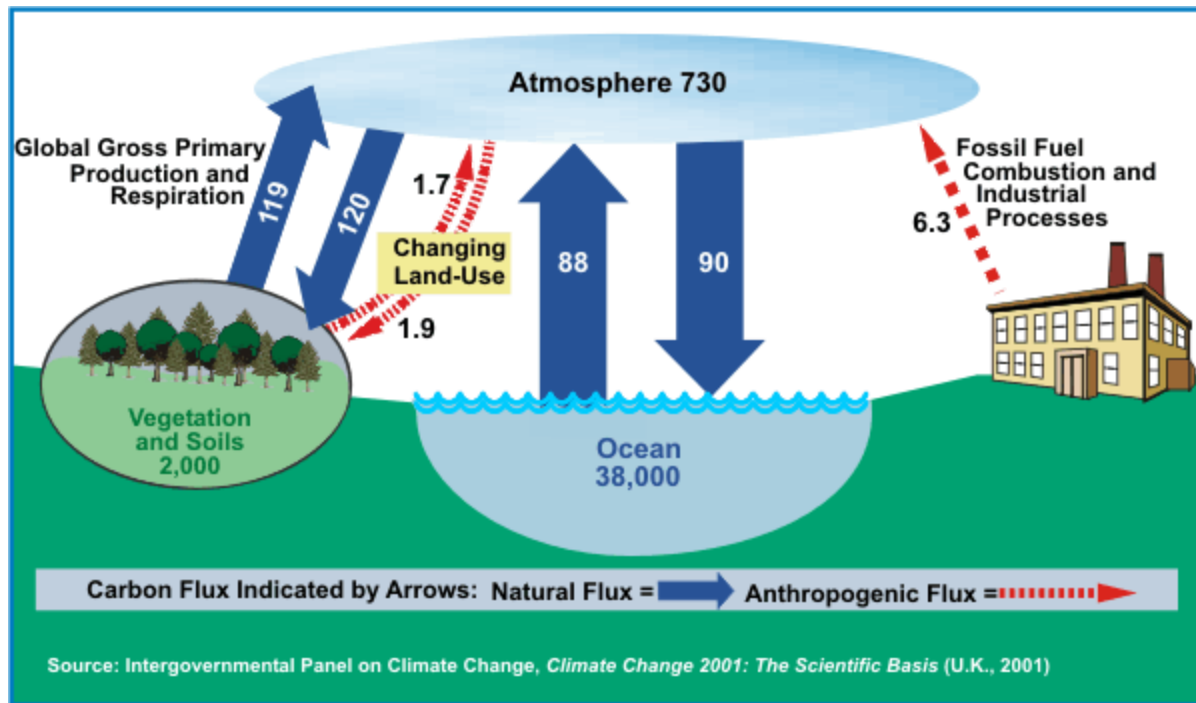 Atmosphere 730
Global Gross Primary
Production and
Respiration
119
120
1.7
Changing
Land-Use
1.9
88
90
Fossil Fuel
Combustion and
Industrial
Processes
6.3
Vegetation
and Soils
2,000
Ocean
38,000
Carbon Flux Indicated by Arrows: Natural Flux = Anthropogenic Flux =
Source: Intergovernmental Panel on Climate Change, Climate Change 2001: The Scientific Basis (U.K., 2001)